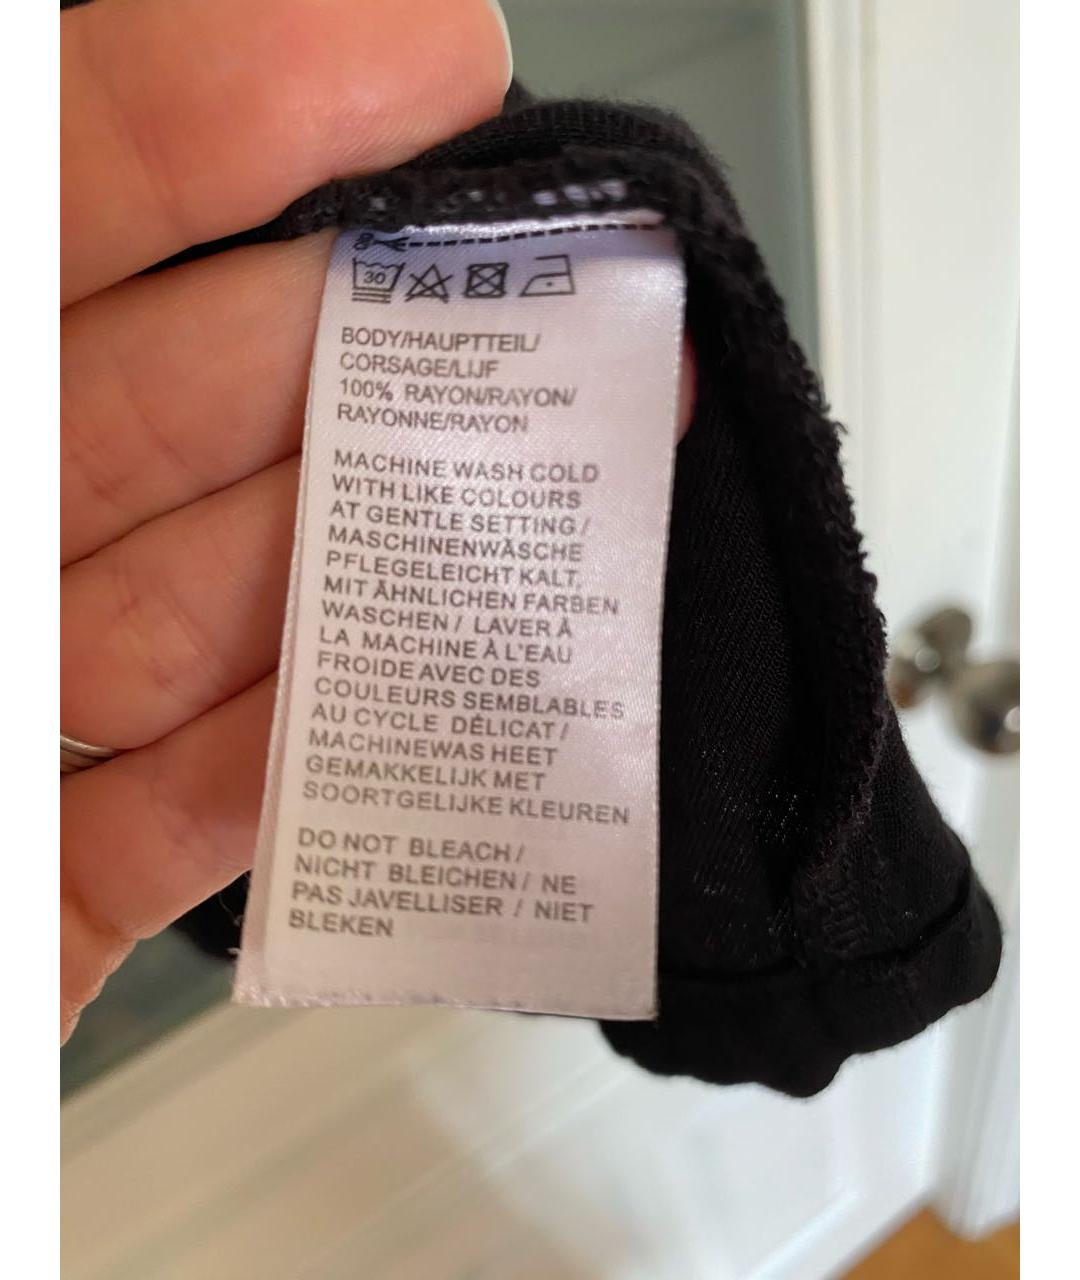 30
BODY/HAUPTTEIL/
CORSAGE/LIJF
100% RAYON/RAYON/
RAYONNE/RAYON
MACHINE WASH COLD
WITH LIKE COLOURS
AT GENTLE SETTING /
MASCHINENWÄSCHE
PFLEGELEICHT KALT,
MIT ÄHNLICHEN FARBEN
WASCHEN / LAVER À
LA MACHINE À L'EAU
FROIDE AVEC DES
COULEURS SEMBLABLES
AU CYCLE DÉLICAT /
MACHINEWAS HEET
GEMAKKELIJK MET
SOORTGELIJKE KLEUREN
DO NOT BLEACH /
NICHT BLEICHEN / NE
PAS JAVELLISER / NIET
BLEKEN